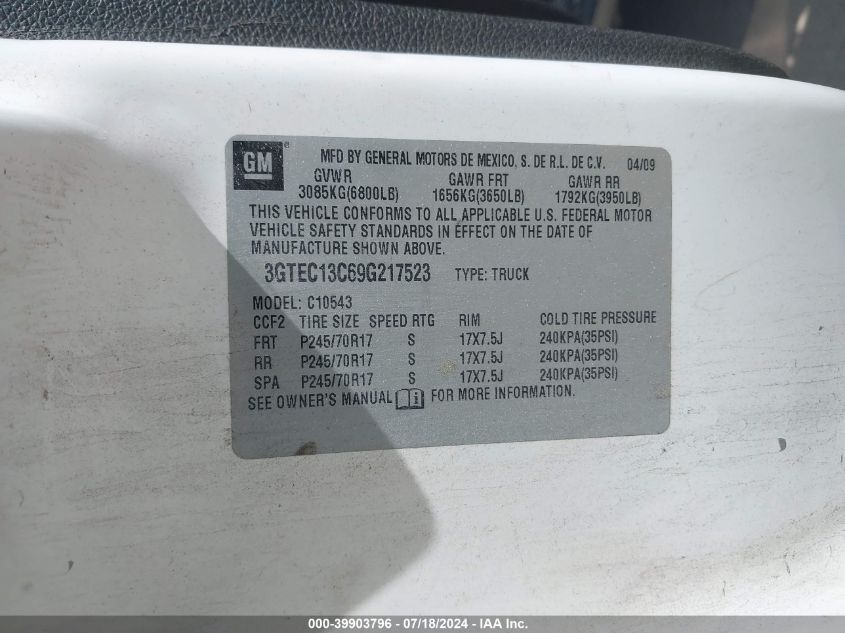 GM ® MFD BY GENERAL MOTORS DE MEXICO, S. DE R.L. DE C.V. 04/09
GVWR GAWR FRT GAWR RR
3085KG(6800LB) 1656KG(3650LB) 1792KG(3950LB)
THIS VEHICLE CONFORMS TO ALL APPLICABLE U.S. FEDERAL MOTOR
VEHICLE SAFETY STANDARDS IN EFFECT ON THE DATE OF
MANUFACTURE SHOWN ABOVE.
3GTEC13C69G217523 TYPE: TRUCK
MODEL: C10543
CCF2 TIRE SIZE SPEED RTG RIM COLD TIRE PRESSURE
FRT P245/70R17 S 17X7.5J 240KPA(35PSI)
RR P245/70R17 S 17X7.5J 240KPA(35PSI)
SPA P245/70R17 S 17X7.5J 240KPA(35PSI)
SEE OWNER'S MANUAL i FOR MORE INFORMATION.
000-39903796 - 07/18/2024 - IAA Inc.